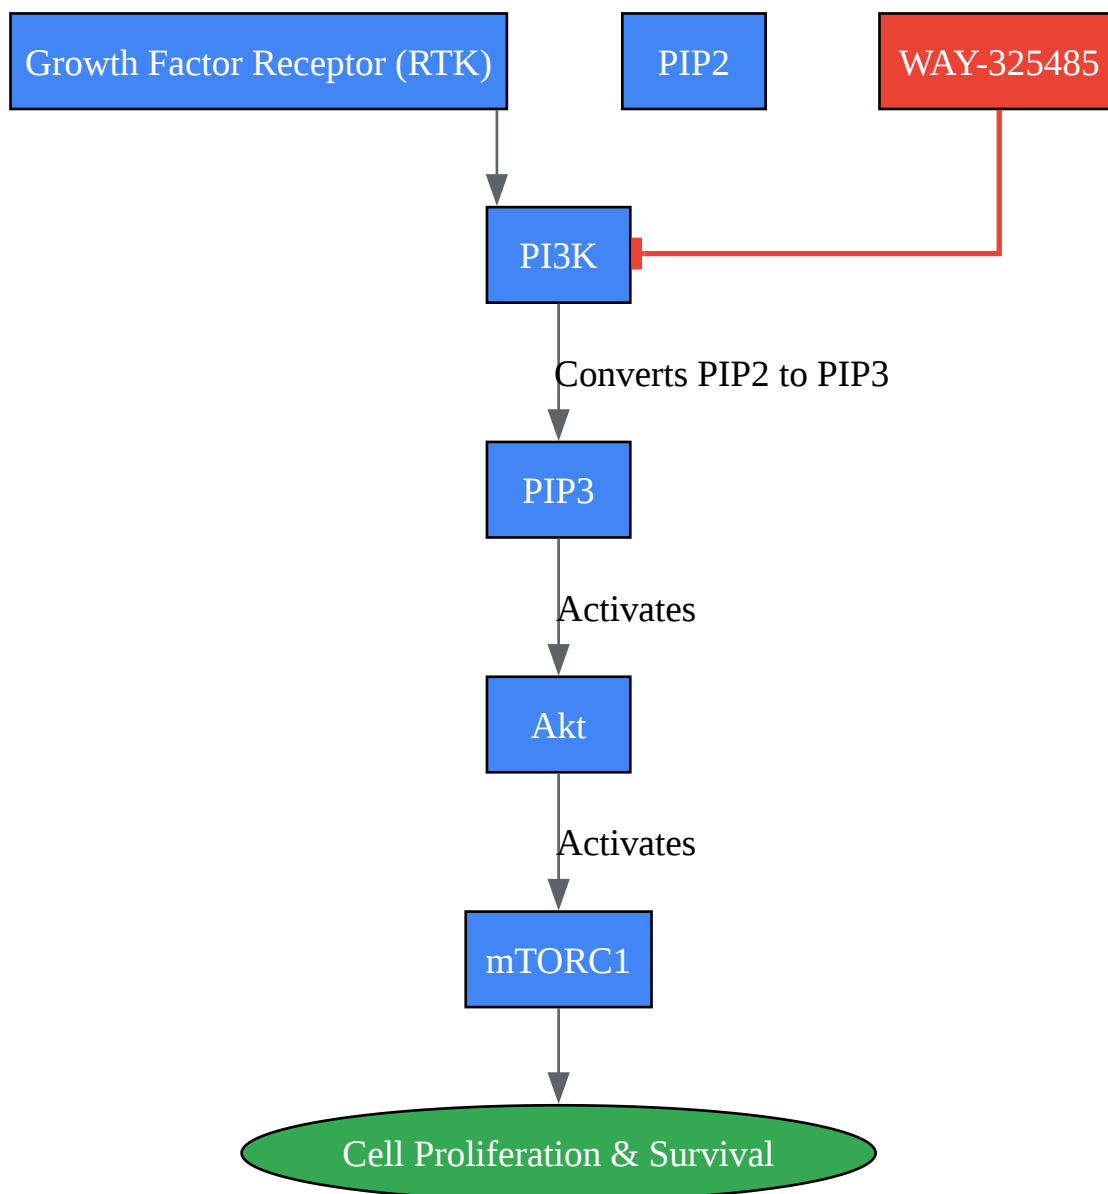 Growth Factor Receptor (RTK)
PIP2
WAY-325485
PI3K
Converts PIP2 to PIP3
PIP3
Activates
Akt
Activates
mTORC1
Cell Proliferation & Survival